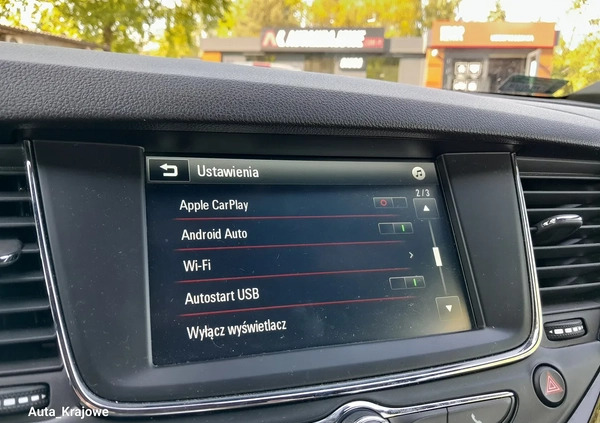 Ustawienia
2/3
Apple CarPlay
Android Auto
Wi-Fi
Autostart USB
Wyłącz wyświetlacz
Auta_Krajowe